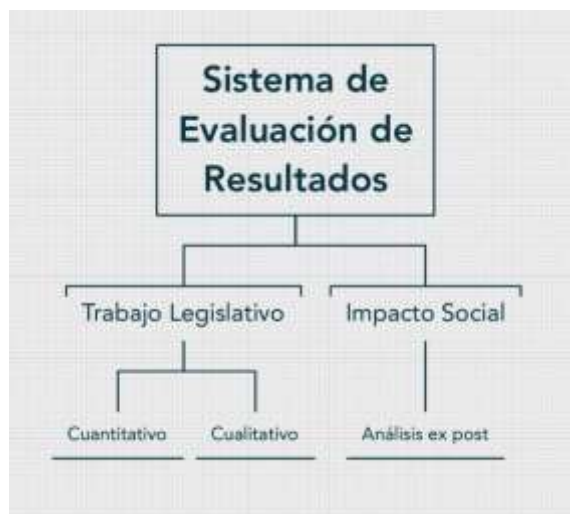 Sistema de
Evaluación de
Resultados
Trabajo Legislativo
Impacto Social
Cuantitativo
Cualitativo
Análisis ex post